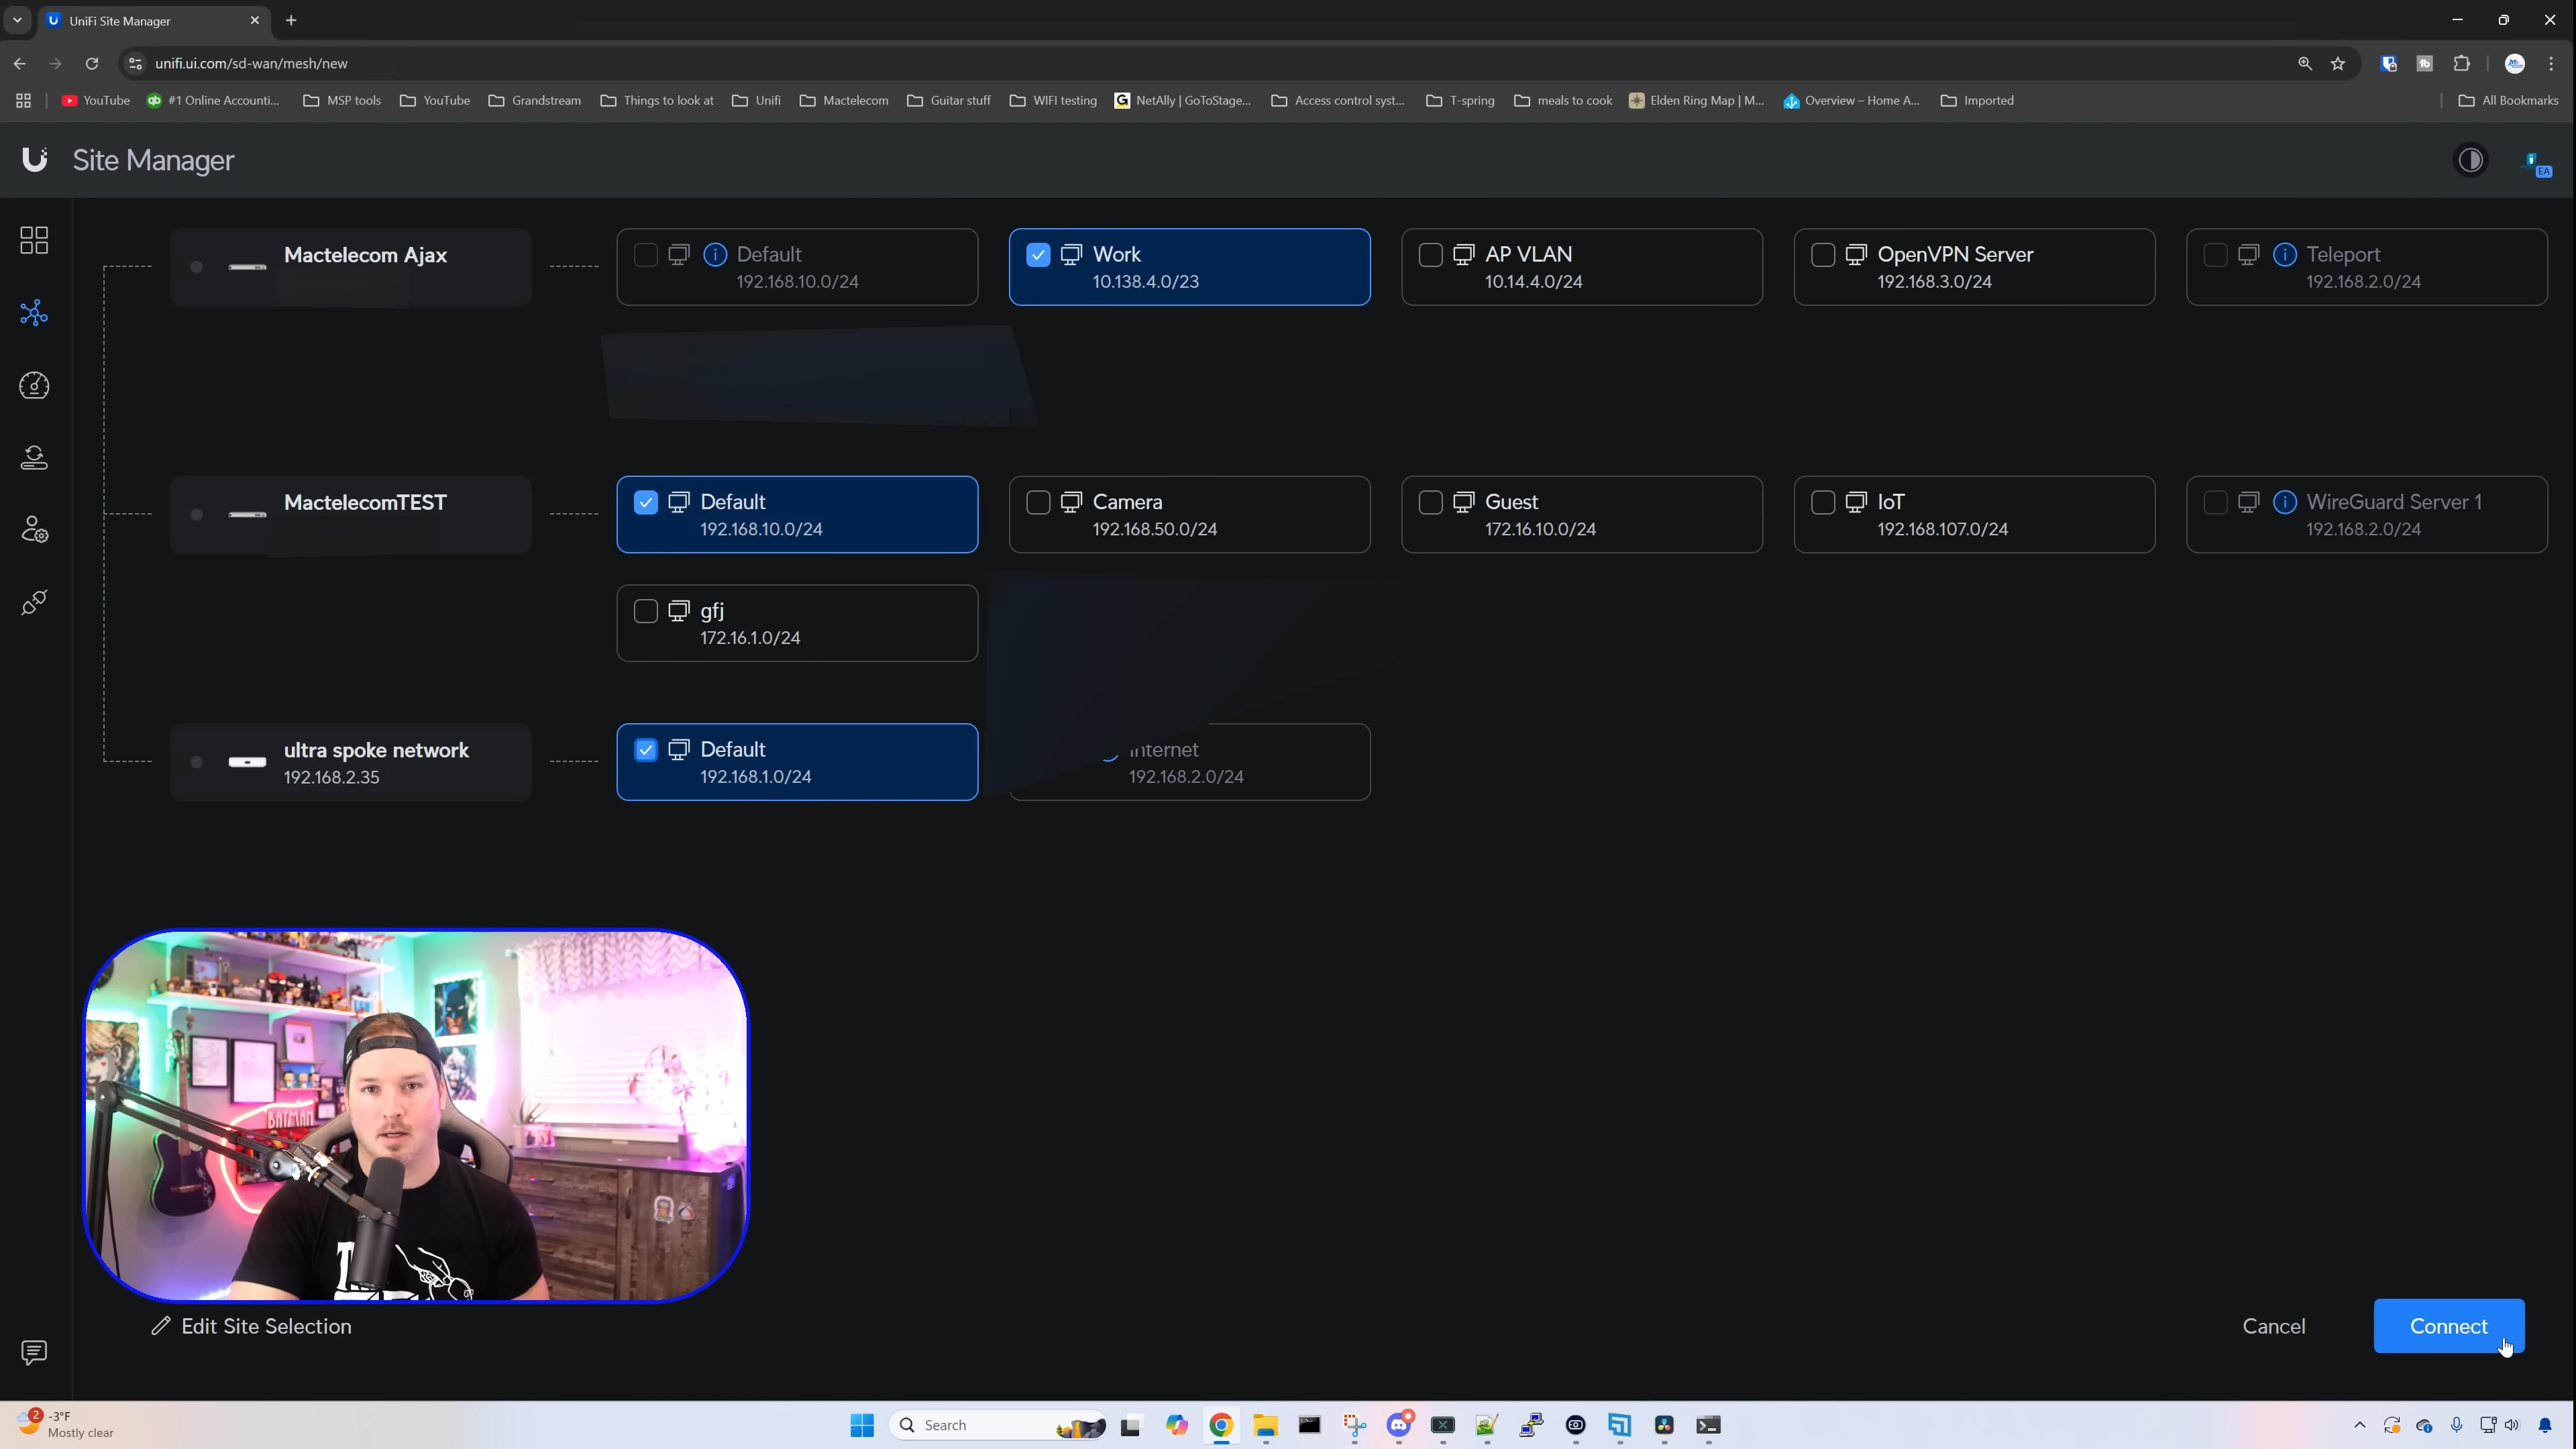 UniFi Site Manager
unifi.ui.com/sd-wan/mesh/new
YouTube
#1 Online Accounti...
MSP tools
YouTube
Grandstream
Things to look at
Unifi
Mactelecom
Guitar stuff
WIFI testing
NetAlly | GoToStage...
Access control syst...
T-spring
meals to cook
Elden Ring Map | M...
Overview – Home A...
Imported
All Bookmarks
Site Manager
EA
Mactelecom Ajax
Default
192.168.10.0/24
Work
10.138.4.0/23
AP VLAN
10.14.4.0/24
OpenVPN Server
192.168.3.0/24
Teleport
192.168.2.0/24
MactelecomTEST
Default
192.168.10.0/24
Camera
192.168.50.0/24
Guest
172.16.10.0/24
IoT
192.168.107.0/24
WireGuard Server 1
192.168.2.0/24
gfj
172.16.1.0/24
ultra spoke network
192.168.2.35
Default
192.168.1.0/24
Internet
192.168.2.0/24
BATMAN
Edit Site Selection
Cancel
Connect
2
-3°F
Mostly clear
Search